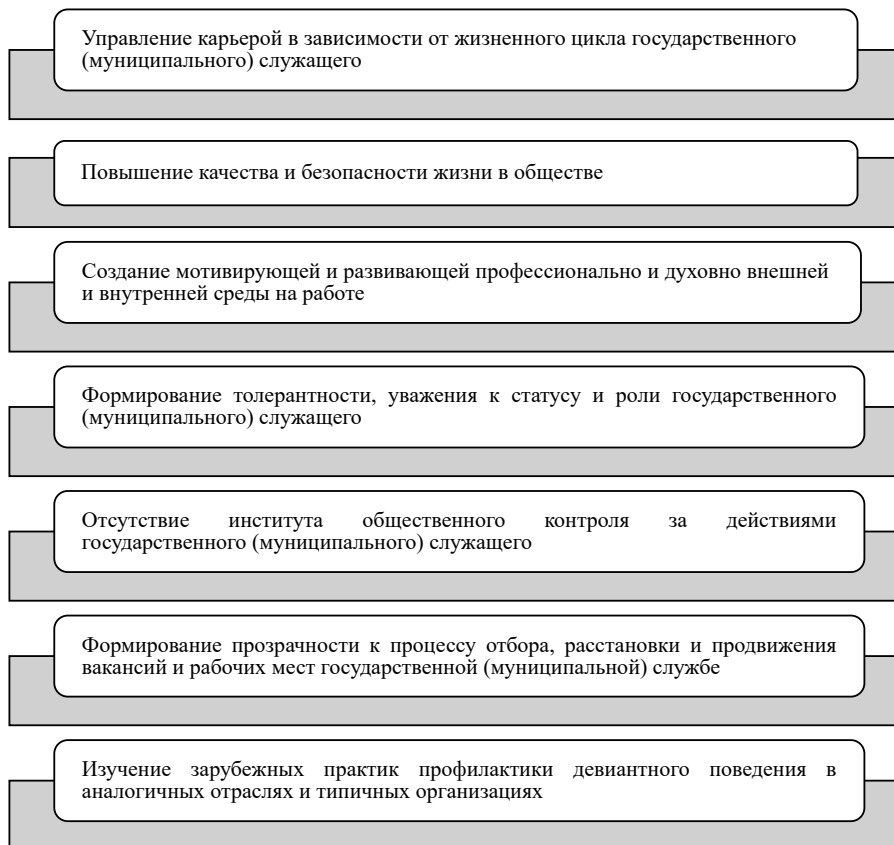 Управление карьерой в зависимости от жизненного цикла государственного
(муниципального) служащего
Повышение качества и безопасности жизни в обществе
Создание мотивирующей и развивающей профессионально и духовно внешней
и внутренней среды на работе
Формирование толерантности, уважения к статусу и роли государственного
(муниципального) служащего
Отсутствие института общественного контроля за действиями
государственного (муниципального) служащего
Формирование прозрачности к процессу отбора, расстановки и продвижения
вакансий и рабочих мест государственной (муниципальной) службе
Изучение зарубежных практик профилактики девиантного поведения в
аналогичных отраслях и типичных организациях